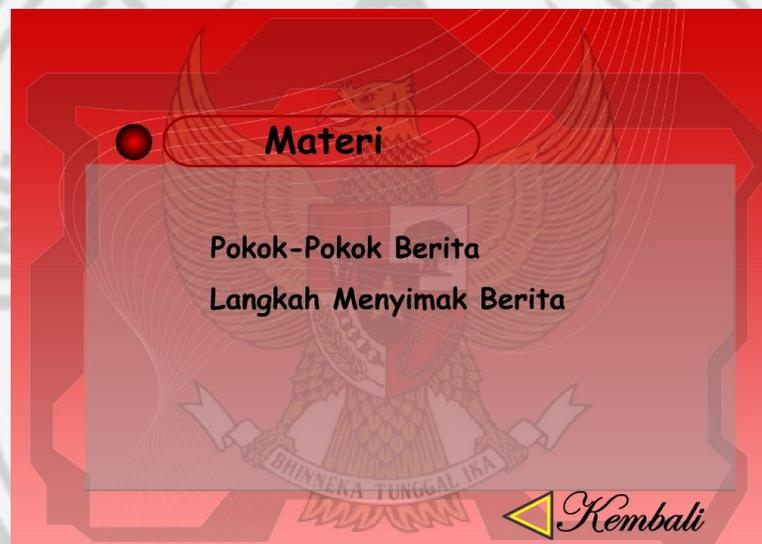 Materi
Pokok-Pokok Berita
Langkah Menyimak Berita
BHINNEKA TUNGGAL IKA
Kembali